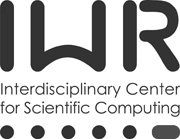 IWR
Interdisciplinary Center
for Scientific Computing